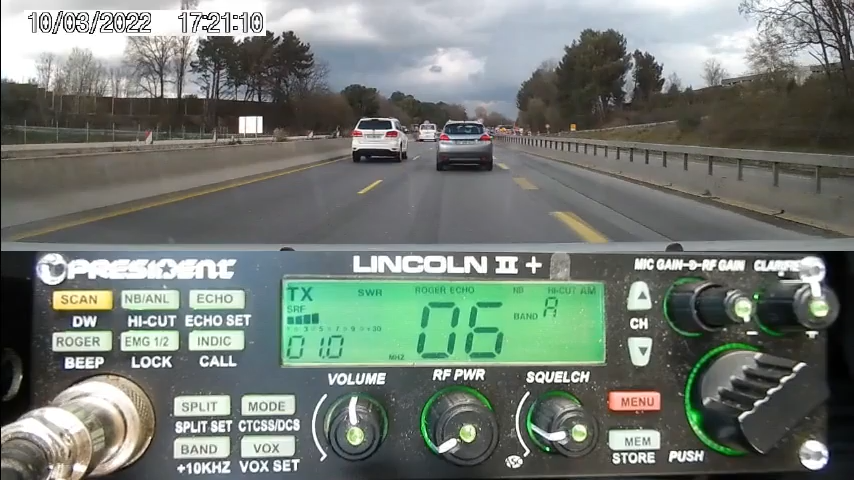 10/03/2022 17:21:10
PRESIDENT LINCOLN II +
MIC GAIN RF GAIN CLARIFIER
SCAN NB/ANL ECHO
DW HI-CUT ECHO SET
ROGER EMG 1/2 INDIC
BEEP LOCK CALL
TX SWR ROGER ECHO NB HI-CUT AM
SRF
BAND A
06
01.0 MHZ
CH
VOLUME RF PWR SQUELCH
SPLIT MODE
SPLIT SET CTCSS/DCS
BAND VOX
+10KHZ VOX SET
MENU
MEM
STORE PUSH